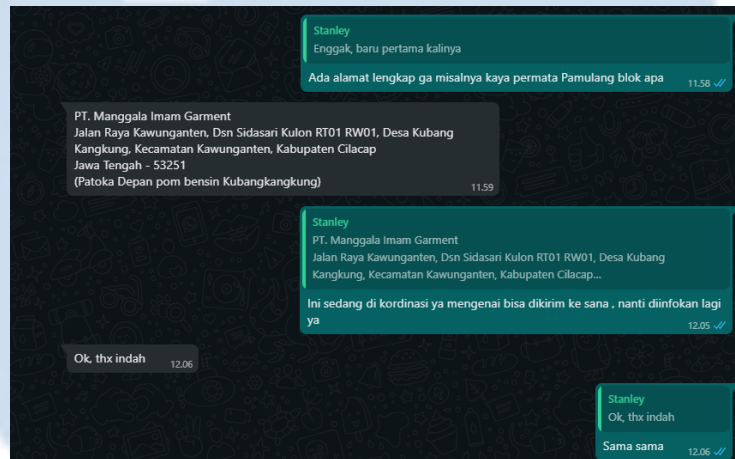 Stanley
Enggak, baru pertama kalinya
Ada alamat lengkap ga misalnya kaya permata Pamulang blok apa
11.58
PT. Manggala Imam Garment
Jalan Raya Kawunganten, Dsn Sidasari Kulon RT01 RW01, Desa Kubang
Kangkung, Kecamatan Kawunganten, Kabupaten Cilacap
Jawa Tengah - 53251
(Patoka Depan pom bensin Kubangkangkung)
11.59
Stanley
PT. Manggala Imam Garment
Jalan Raya Kawunganten, Dsn Sidasari Kulon RT01 RW01, Desa Kubang
Kangkung, Kecamatan Kawunganten, Kabupaten Cilacap...
Ini sedang di kordinasi ya mengenai bisa dikirim ke sana , nanti diinfokan lagi
ya
12.05
Ok, thx indah
12.06
Stanley
Ok, thx indah
Sama sama
12.06